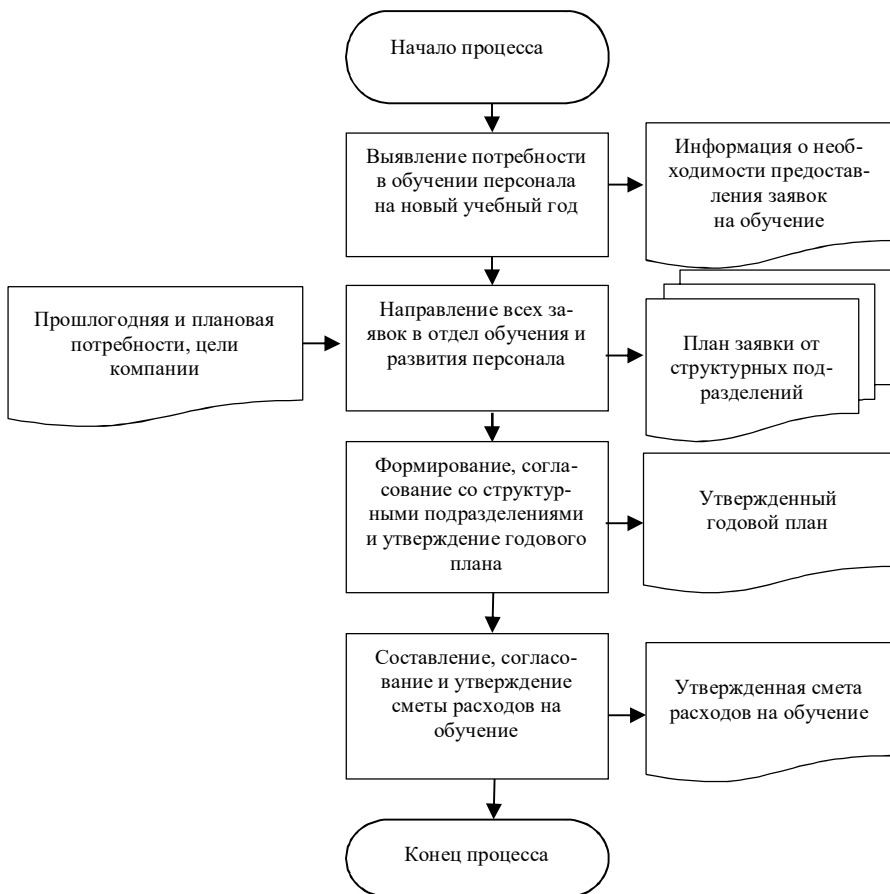 Начало процесса
Выявление потребности
в обучении персонала
на новый учебный год
Информация о необ-
ходимости предостав-
ления заявок
на обучение
Прошлогодняя и плановая
потребности, цели
компании
Направление всех за-
явок в отдел обучения и
развития персонала
План заявки от
структурных под-
разделений
Формирование, согла-
сование со структур-
ными подразделениями
и утверждение годового
плана
Утвержденный
годовой план
Составление, согласо-
вание и утверждение
сметы расходов на
обучение
Утвержденная смета
расходов на обучение
Конец процесса